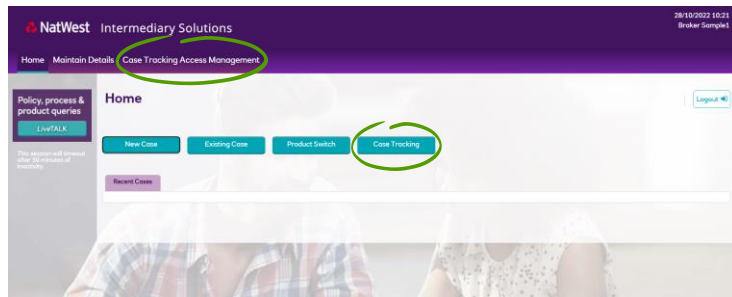 28/10/2022 10:21
NatWest Intermediary Solutions
Broker Sample1
Home Maintain Details Case Tracking Access Management
Policy, process & product queries
Home
Logout
LiveTALK
New Case Existing Case Product Switch Case Tracking
This session will timeout
after 30 minutes of
inactivity.
Recent Cases